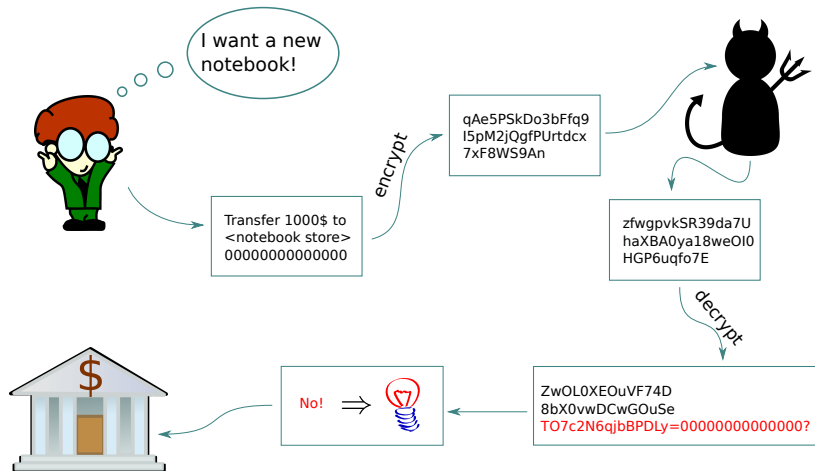 I want a new
notebook!
qAe5PSkDo3bFfq9
I5pM2jQgfPUrtdcx
7xF8WS9An
encrypt
Transfer 1000$ to
<notebook store>
00000000000000
zfwgpvkSR39da7U
haXBA0ya18weOI0
HGP6uqfo7E
decrypt
$
No! ⇒
ZwOL0XEOuVF74D
8bX0vwDCwGOuSe
TO7c2N6qjbBPDLy=00000000000000?